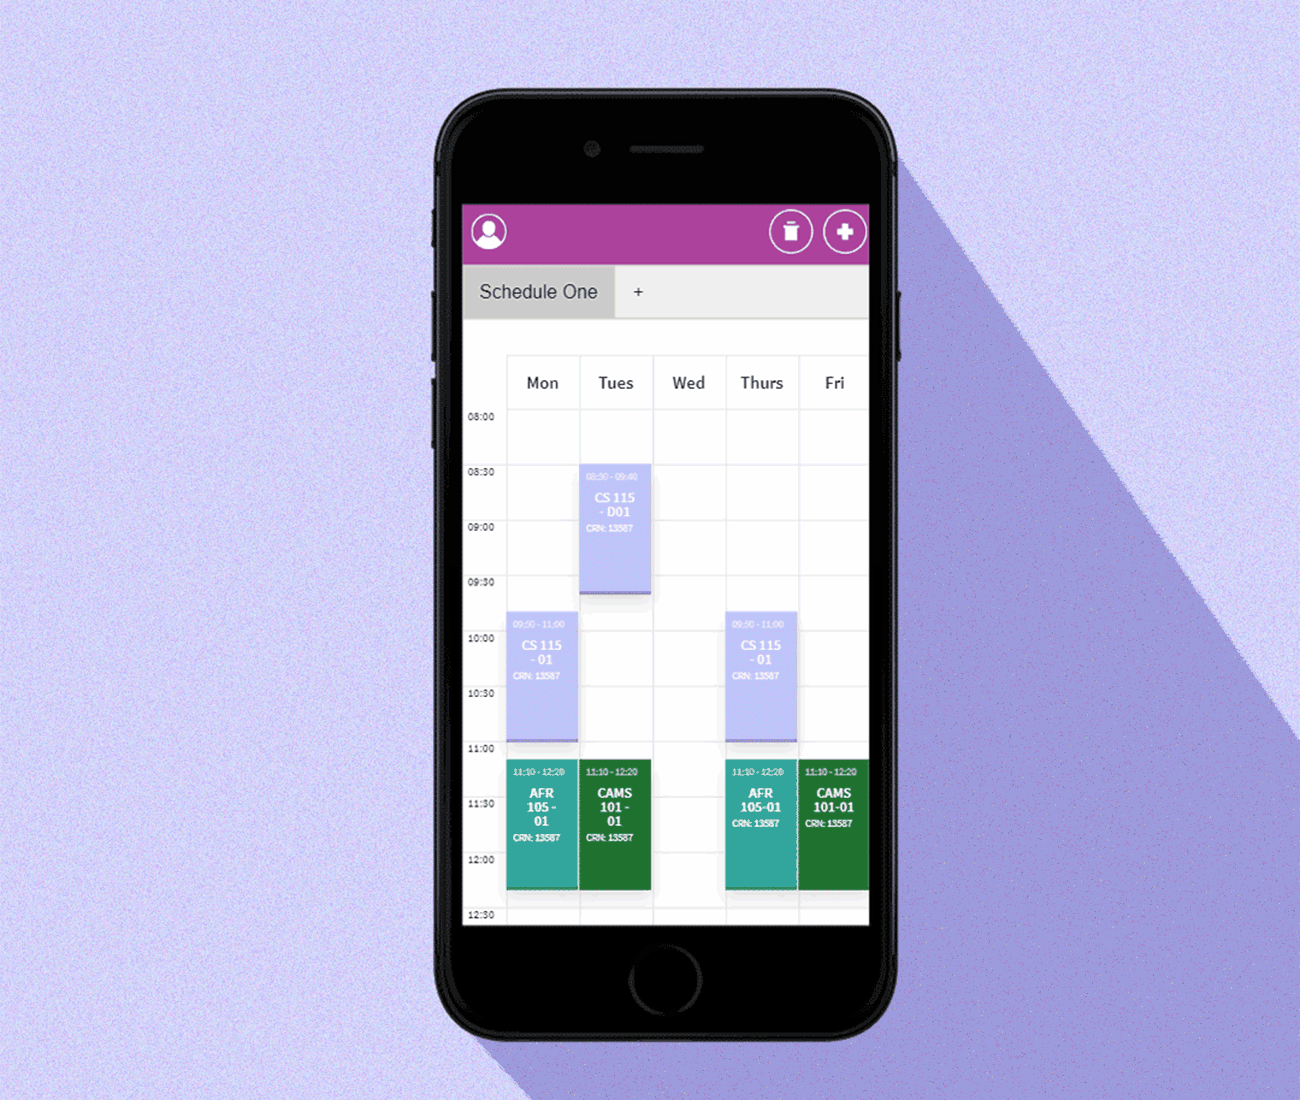 Schedule One
+
Mon Tues Wed Thurs Fri
08:00
08:30
08:30 - 09:40
CS 115
- D01
CRN: 13587
09:00
09:30
09:50 - 11:00
CS 115
- 01
CRN: 13587
09:50 - 11:00
CS 115
- 01
CRN: 13587
10:00
10:30
11:00
11:10 - 12:20
AFR
105 -
01
CRN: 13587
11:10 - 12:20
CAMS
101 -
01
CRN: 13587
11:10 - 12:20
AFR
105-01
CRN: 13587
11:10 - 12:20
CAMS
101-01
CRN: 13587
11:30
12:00
12:30